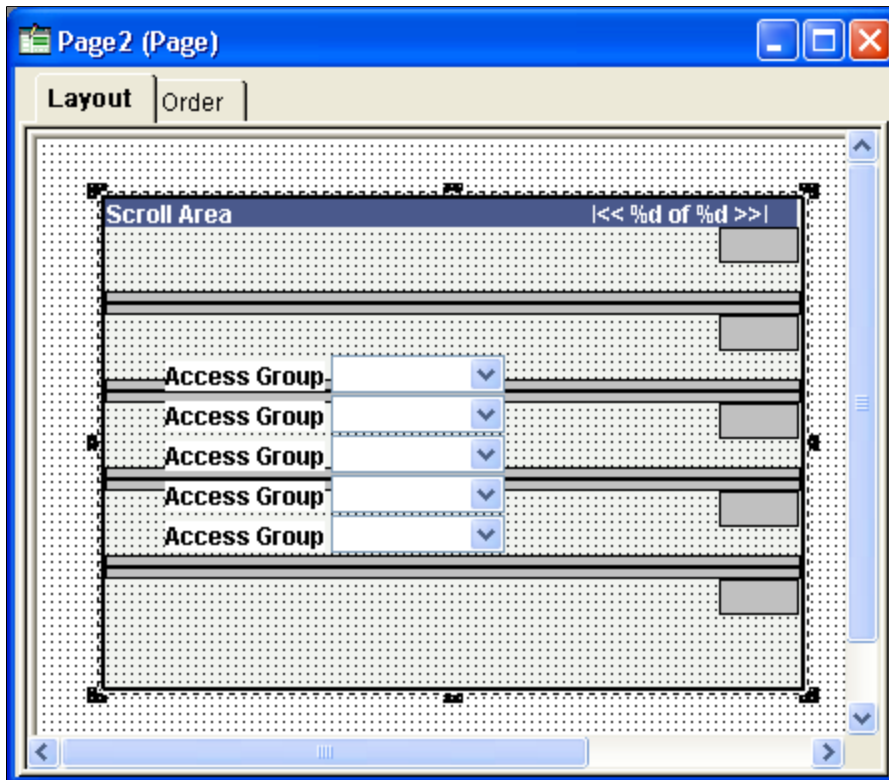 Page2 (Page)
Layout Order
Scroll Area |<< %d of %d >>|
Access Group
Access Group
Access Group
Access Group
Access Group